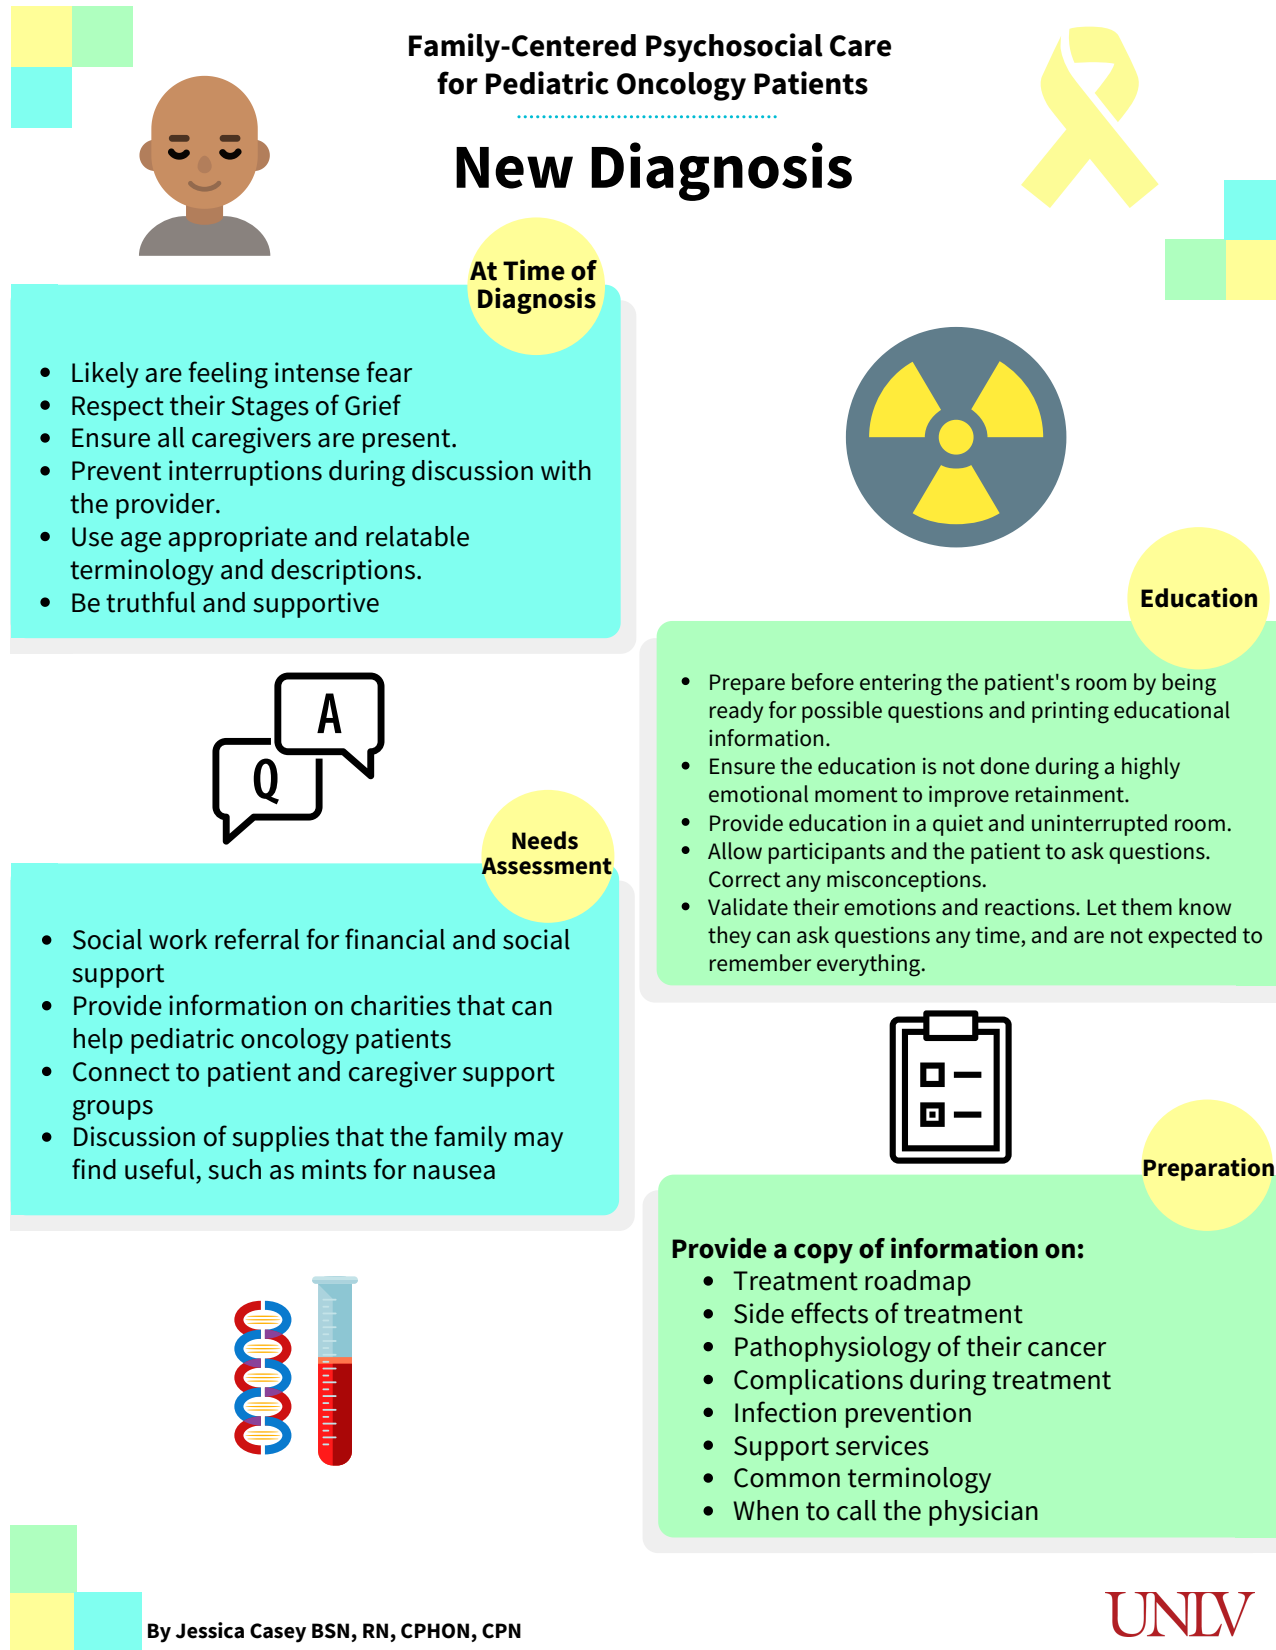 Family-Centered Psychosocial Care
for Pediatric Oncology Patients
New Diagnosis
At Time of
Diagnosis
• Likely are feeling intense fear
• Respect their Stages of Grief
• Ensure all caregivers are present.
• Prevent interruptions during discussion with
the provider.
• Use age appropriate and relatable
terminology and descriptions.
• Be truthful and supportive
Education
• Prepare before entering the patient's room by being
ready for possible questions and printing educational
information.
• Ensure the education is not done during a highly
emotional moment to improve retainment.
• Provide education in a quiet and uninterrupted room.
• Allow participants and the patient to ask questions.
Correct any misconceptions.
• Validate their emotions and reactions. Let them know
they can ask questions any time, and are not expected to
remember everything.
A
Q
Needs
Assessment
• Social work referral for financial and social
support
• Provide information on charities that can
help pediatric oncology patients
• Connect to patient and caregiver support
groups
• Discussion of supplies that the family may
find useful, such as mints for nausea
Preparation
Provide a copy of information on:
• Treatment roadmap
• Side effects of treatment
• Pathophysiology of their cancer
• Complications during treatment
• Infection prevention
• Support services
• Common terminology
• When to call the physician
By Jessica Casey BSN, RN, CPHON, CPN
UNLV